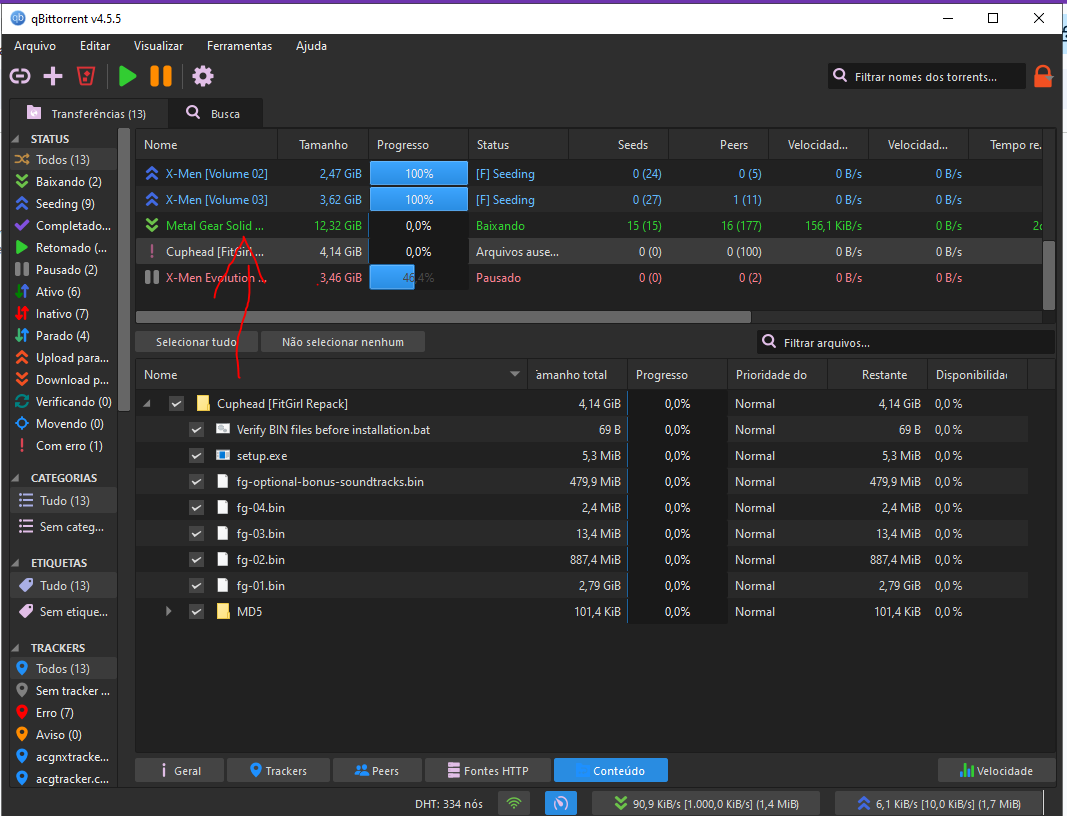 qBittorrent v4.5.5
Arquivo Editar Visualizar Ferramentas Ajuda
Filtrar nomes dos torrents...
Transferências (13) Busca
STATUS
Todos (13)
Baixando (2)
Seeding (9)
Completado...
Retomado (...
Pausado (2)
Ativo (6)
Inativo (7)
Parado (4)
Upload para...
Download p...
Verificando (0)
Movendo (0)
Com erro (1)
CATEGORIAS
Tudo (13)
Sem categ...
ETIQUETAS
Tudo (13)
Sem etique...
TRACKERS
Todos (13)
Sem tracker ...
Erro (7)
Aviso (0)
acgnxtracke...
acgtracker.c...
Nome Tamanho Progresso Status Seeds Peers Velocidad... Velocidad... Tempo re.
X-Men [Volume 02] 2,47 GiB 100% [F] Seeding 0 (24) 0 (5) 0 B/s 0 B/s
X-Men [Volume 03] 3,62 GiB 100% [F] Seeding 0 (27) 1 (11) 0 B/s 0 B/s
Metal Gear Solid ... 12,32 GiB 0,0% Baixando 15 (15) 16 (177) 156,1 KiB/s 0 B/s
Cuphead [FitGirl ... 4,14 GiB 0,0% Arquivos ause... 0 (0) 0 (100) 0 B/s 0 B/s
X-Men Evolution ... 3,46 GiB 46,4% Pausado 0 (0) 0 (2) 0 B/s 0 B/s
Selecionar tudo Não selecionar nenhum Filtrar arquivos...
Nome amanho total Progresso Prioridade do Restante Disponibilida
Cuphead [FitGirl Repack] 4,14 GiB 0,0% Normal 4,14 GiB 0,0 %
Verify BIN files before installation.bat 69 B 0,0% Normal 69 B 0,0 %
setup.exe 5,3 MiB 0,0% Normal 5,3 MiB 0,0 %
fg-optional-bonus-soundtracks.bin 479,9 MiB 0,0% Normal 479,9 MiB 0,0 %
fg-04.bin 2,4 MiB 0,0% Normal 2,4 MiB 0,0 %
fg-03.bin 13,4 MiB 0,0% Normal 13,4 MiB 0,0 %
fg-02.bin 887,4 MiB 0,0% Normal 887,4 MiB 0,0 %
fg-01.bin 2,79 GiB 0,0% Normal 2,79 GiB 0,0 %
MD5 101,4 KiB 0,0% Normal 101,4 KiB 0,0 %
Geral Trackers Peers Fontes HTTP Conteúdo Velocidade
DHT: 334 nós 90,9 KiB/s [1.000,0 KiB/s] (1,4 MiB) 6,1 KiB/s [10,0 KiB/s] (1,7 MiB)